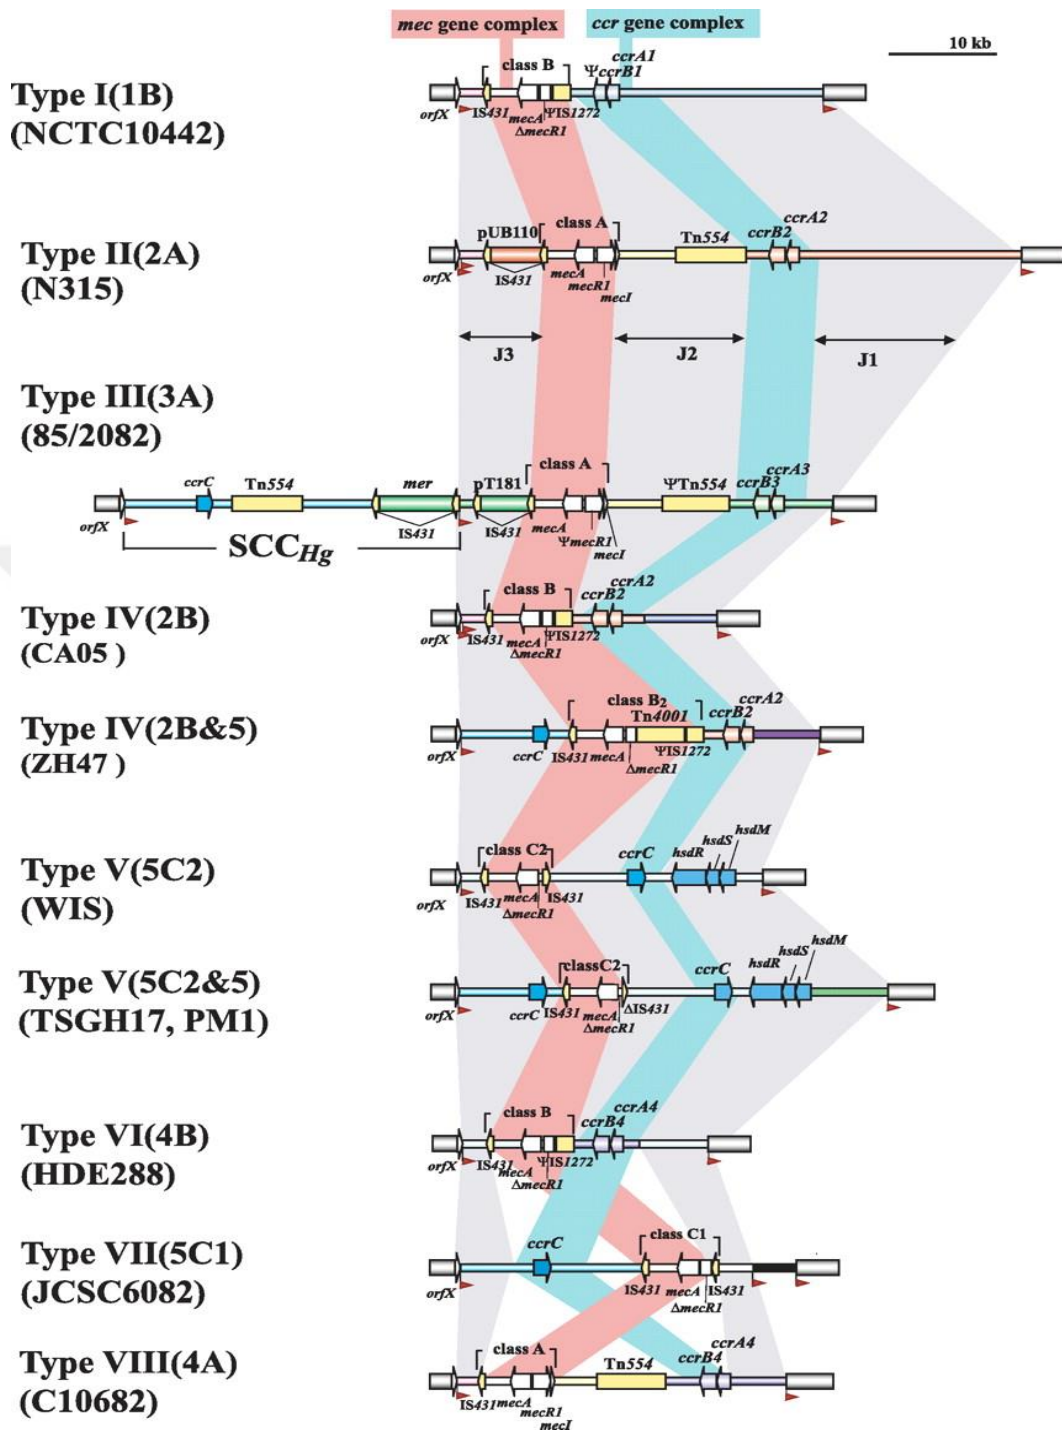 mec gene complex
ccr gene complex
10 kb
Type I(1B)
(NCTC10442)
class B
ΨccrB1
ccrA1
orfX
IS431
mecA
ΔmecR1
ΨIS1272
Type II(2A)
(N315)
pUB110
class A
Tn554
ccrB2
ccrA2
orfX
IS431
mecA
mecR1
mecI
J3
J2
J1
Type III(3A)
(85/2082)
ccrC
Tn554
mer
pT181
class A
ΨTn554
ccrB3
ccrA3
orfX
IS431
IS431
mecA
ΨmecR1
mecI
SCCHg
Type IV(2B)
(CA05 )
class B
ccrB2
ccrA2
orfX
IS431
mecA
ΔmecR1
ΨIS1272
Type IV(2B&5)
(ZH47 )
class B2
Tn4001
ccrB2
ccrA2
orfX
ccrC
IS431
mecA
ΔmecR1
ΨIS1272
Type V(5C2)
(WIS)
class C2
ccrC
hsdR
hsdS
hsdM
orfX
IS431
mecA
ΔmecR1
IS431
Type V(5C2&5)
(TSGH17, PM1)
classC2
ccrC
hsdR
hsdS
hsdM
orfX
ccrC
IS431
mecA
ΔmecR1
ΔIS431
Type VI(4B)
(HDE288)
class B
ccrB4
ccrA4
orfX
IS431
mecA
ΔmecR1
ΨIS1272
Type VII(5C1)
(JCSC6082)
ccrC
class C1
orfX
IS431
mecA
ΔmecR1
IS431
Type VIII(4A)
(C10682)
class A
Tn554
ccrB4
ccrA4
orfX
IS431
mecA
mecR1
mecI